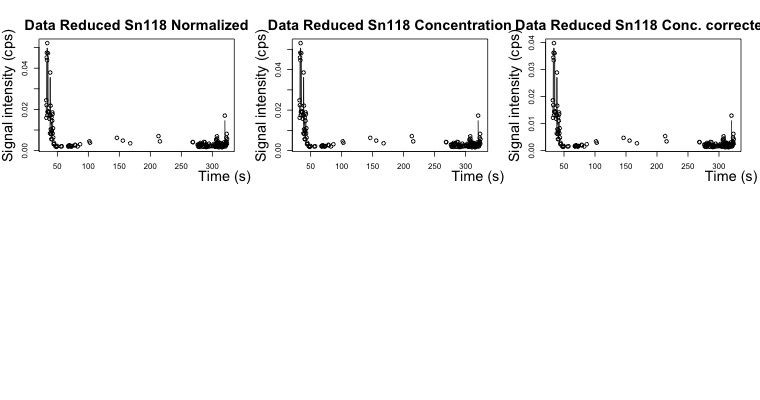 Data Reduced Sn118 Normalized
Signal intensity (cps)
0.00 0.02 0.04
50 100 150 200 250 300
Time (s)
Data Reduced Sn118 Concentration
Signal intensity (cps)
0.00 0.02 0.04
50 100 150 200 250 300
Time (s)
Data Reduced Sn118 Conc. correcte
Signal intensity (cps)
0.00 0.01 0.02 0.03 0.04
50 100 150 200 250 300
Time (s)